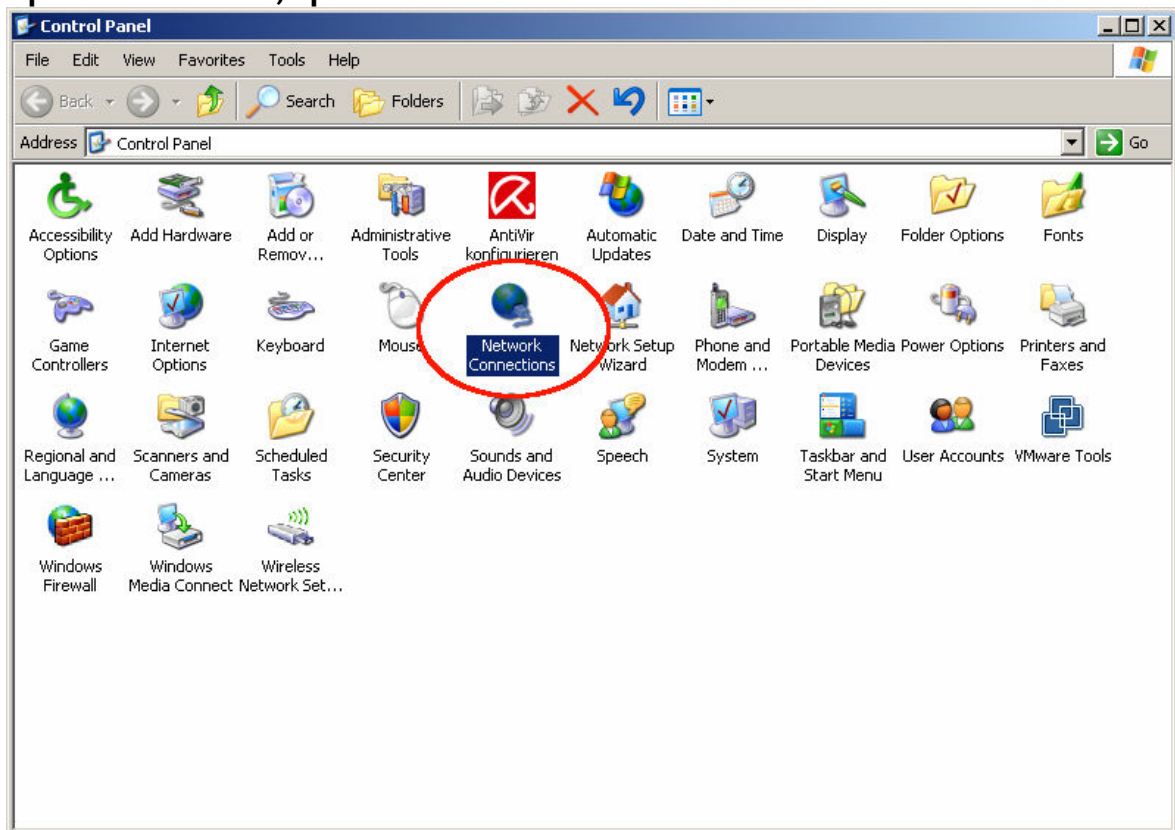 Control Panel
File Edit View Favorites Tools Help
Back Search Folders
Address Control Panel Go
Accessibility Options
Add Hardware
Add or Remov...
Administrative Tools
AntiVir konfigurieren
Automatic Updates
Date and Time
Display
Folder Options
Fonts
Game Controllers
Internet Options
Keyboard
Mouse
Network Connections
Network Setup Wizard
Phone and Modem ...
Portable Media Devices
Power Options
Printers and Faxes
Regional and Language ...
Scanners and Cameras
Scheduled Tasks
Security Center
Sounds and Audio Devices
Speech
System
Taskbar and Start Menu
User Accounts
VMware Tools
Windows Firewall
Windows Media Connect
Wireless Network Set...